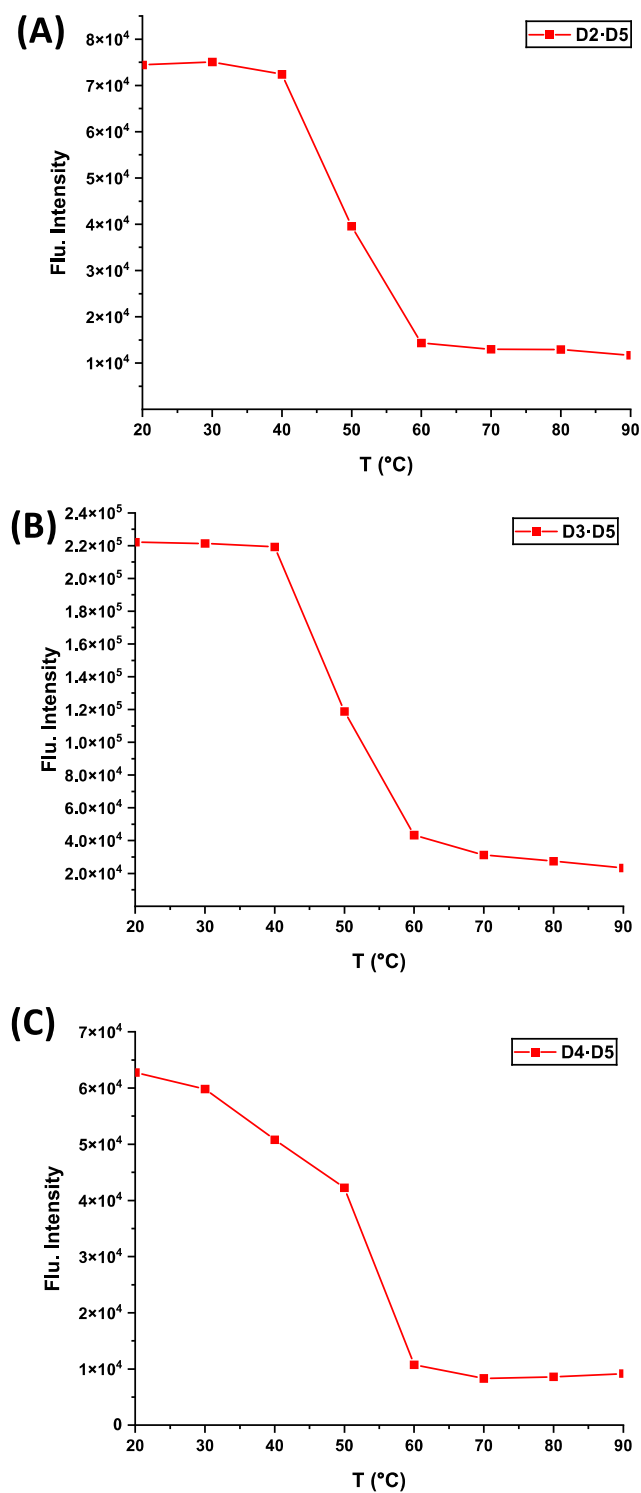 (A)
D2·D5
8×10⁴
7×10⁴
6×10⁴
5×10⁴
4×10⁴
3×10⁴
2×10⁴
1×10⁴
Flu. Intensity
20 30 40 50 60 70 80 90
T (°C)
(B)
D3·D5
2.4×10⁵
2.2×10⁵
2.0×10⁵
1.8×10⁵
1.6×10⁵
1.4×10⁵
1.2×10⁵
1.0×10⁵
8.0×10⁴
6.0×10⁴
4.0×10⁴
2.0×10⁴
Flu. Intensity
20 30 40 50 60 70 80 90
T (°C)
(C)
D4·D5
7×10⁴
6×10⁴
5×10⁴
4×10⁴
3×10⁴
2×10⁴
1×10⁴
0
Flu. Intensity
20 30 40 50 60 70 80 90
T (°C)